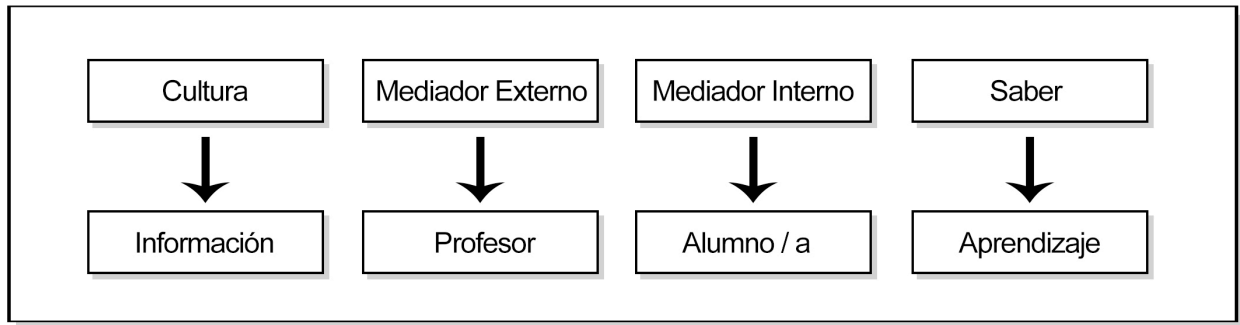 Cultura
Mediador Externo
Mediador Interno
Saber
Información
Profesor
Alumno / a
Aprendizaje